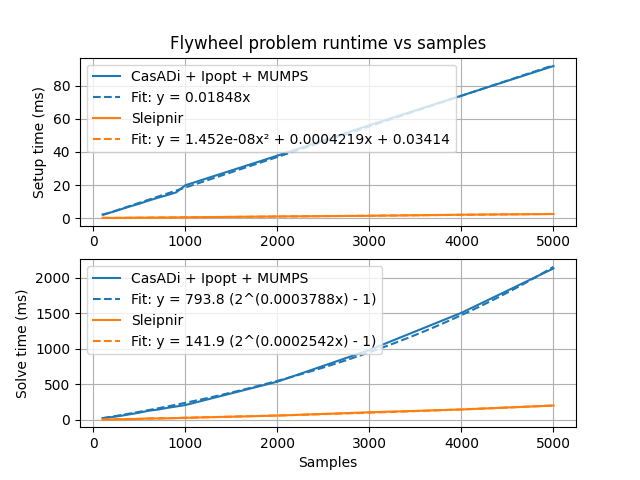 Flywheel problem runtime vs samples
CasADi + Ipopt + MUMPS
Fit: y = 0.01848x
Sleipnir
Fit: y = 1.452e-08x² + 0.0004219x + 0.03414
Setup time (ms)
80
60
40
20
0
0 1000 2000 3000 4000 5000
CasADi + Ipopt + MUMPS
Fit: y = 793.8 (2^(0.0003788x) - 1)
Sleipnir
Fit: y = 141.9 (2^(0.0002542x) - 1)
Solve time (ms)
2000
1500
1000
500
0
0 1000 2000 3000 4000 5000
Samples